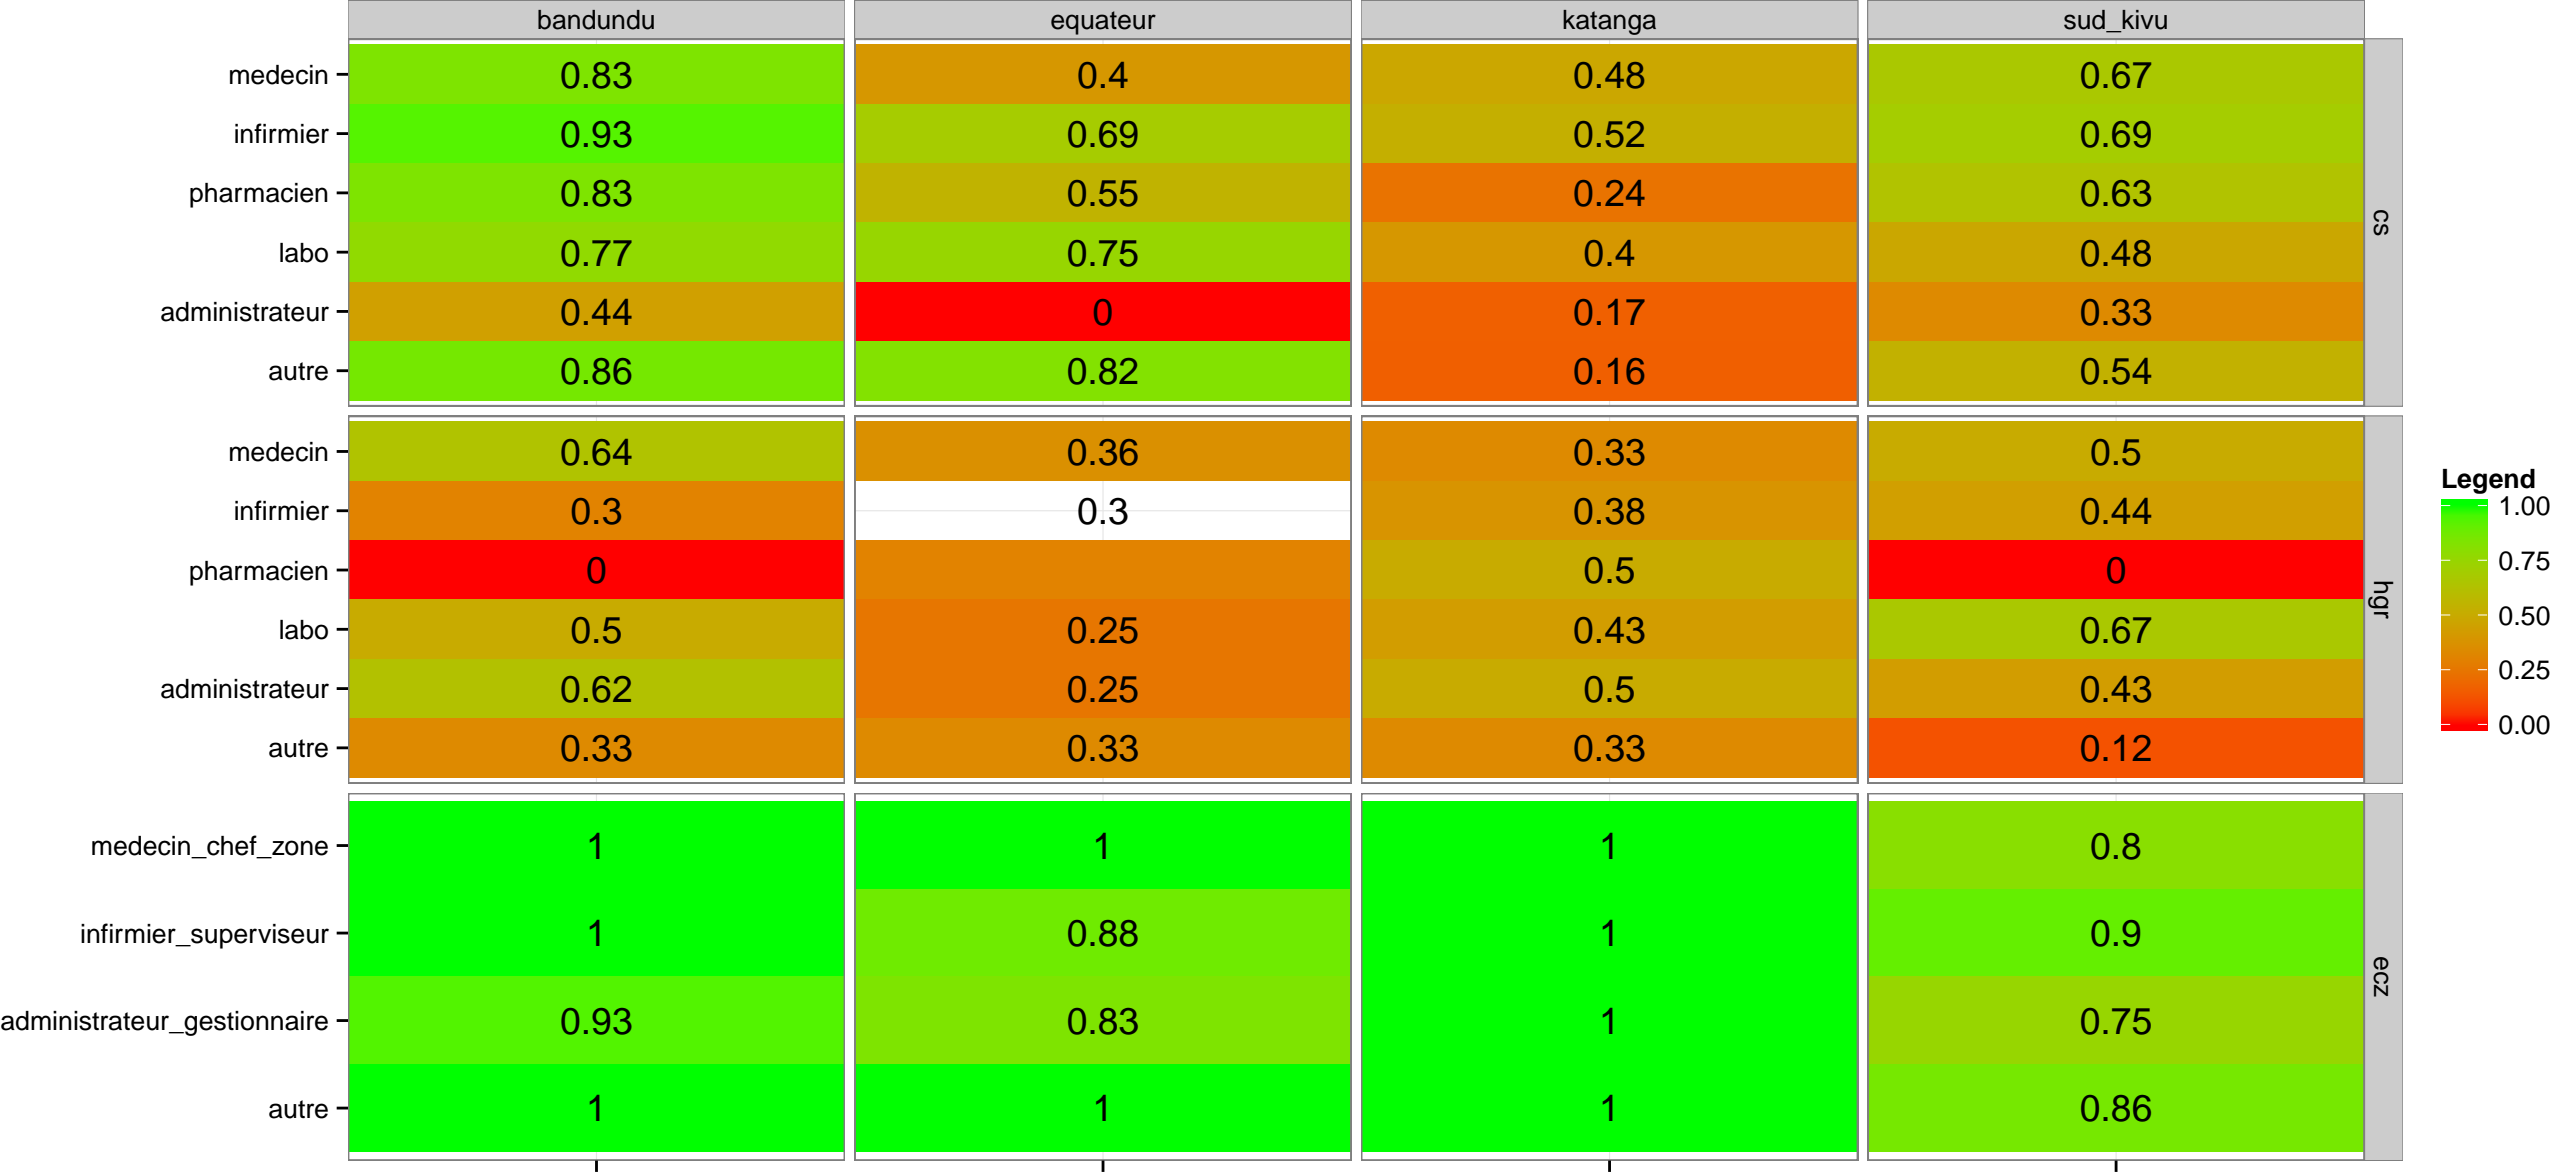 bandundu equateur katanga sud_kivu
medecin 0.83 0.4 0.48 0.67
infirmier 0.93 0.69 0.52 0.69
pharmacien 0.83 0.55 0.24 0.63
cs
labo 0.77 0.75 0.4 0.48
administrateur 0.44 0 0.17 0.33
autre 0.86 0.82 0.16 0.54
medecin 0.64 0.36 0.33 0.5
infirmier 0.3 0.3 0.38 0.44
pharmacien 0 0.5 0
hgr
labo 0.5 0.25 0.43 0.67
administrateur 0.62 0.25 0.5 0.43
autre 0.33 0.33 0.33 0.12
medecin_chef_zone 1 1 1 0.8
infirmier_superviseur 1 0.88 1 0.9
ecz
administrateur_gestionnaire 0.93 0.83 1 0.75
autre 1 1 1 0.86
Legend
1.00
0.75
0.50
0.25
0.00